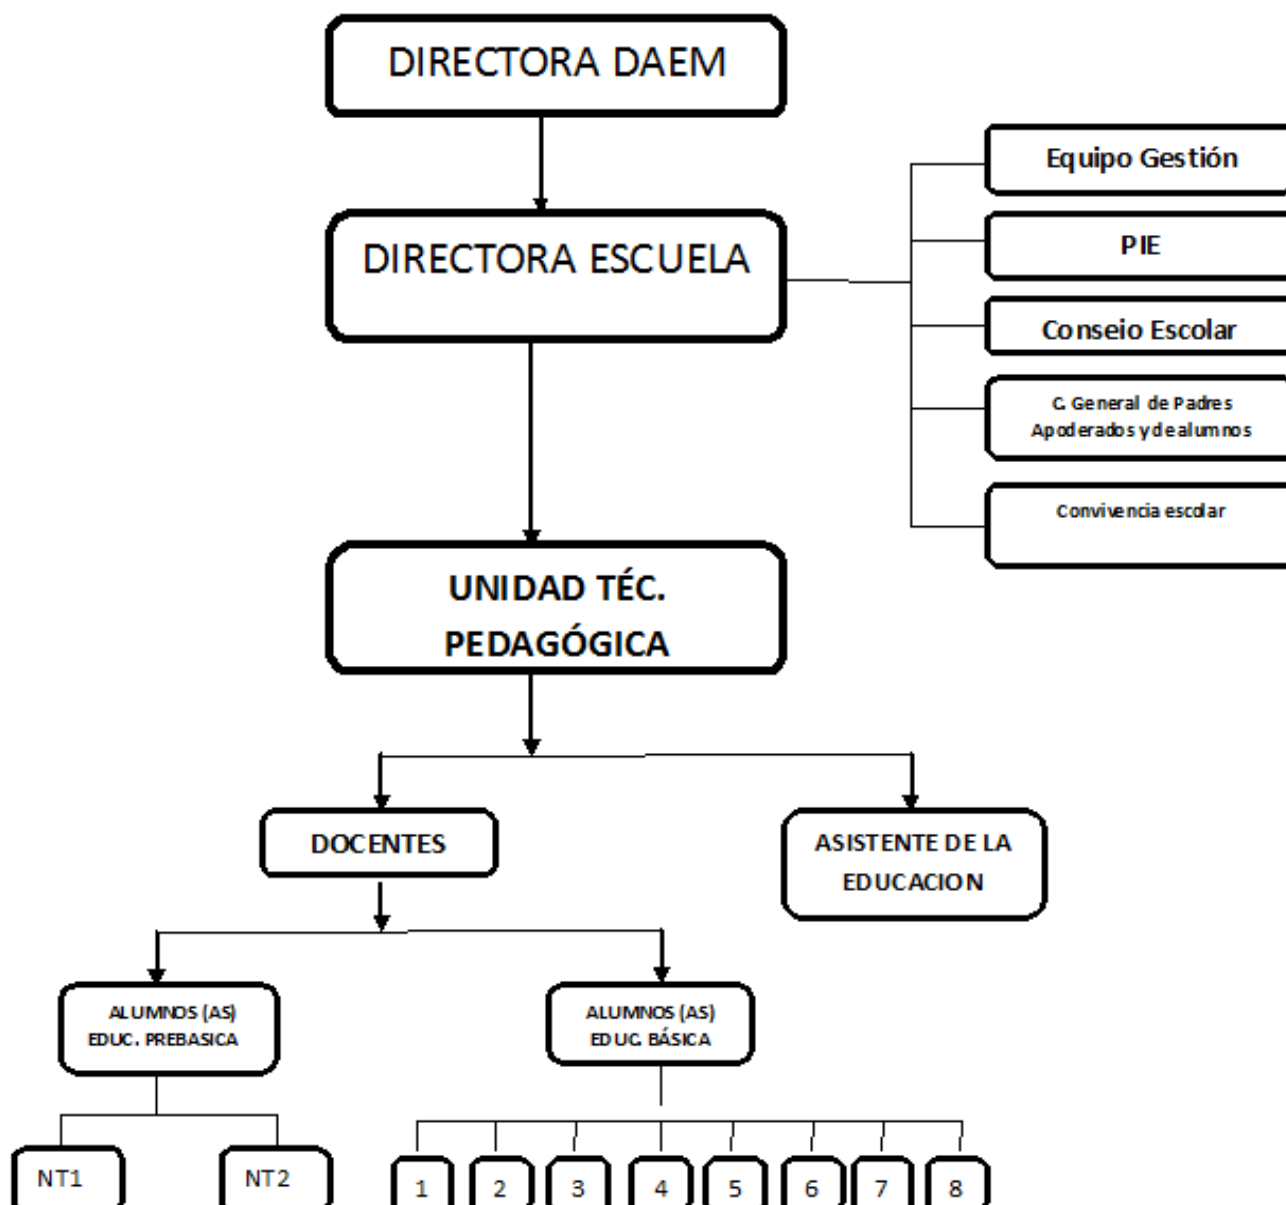 DIRECTORA DAEM
Equipo Gestión
DIRECTORA ESCUELA
PIE
Conseio Escolar
C. General de Padres
Apoderados y de alumnos
Convivencia escolar
UNIDAD TÉC.
PEDAGÓGICA
DOCENTES
ASISTENTE DE LA
EDUCACION
ALUMNOS (AS)
EDUC. PREBASICA
ALUMNOS (AS)
EDUC. BÁSICA
NT1
NT2
1
2
3
4
5
6
7
8